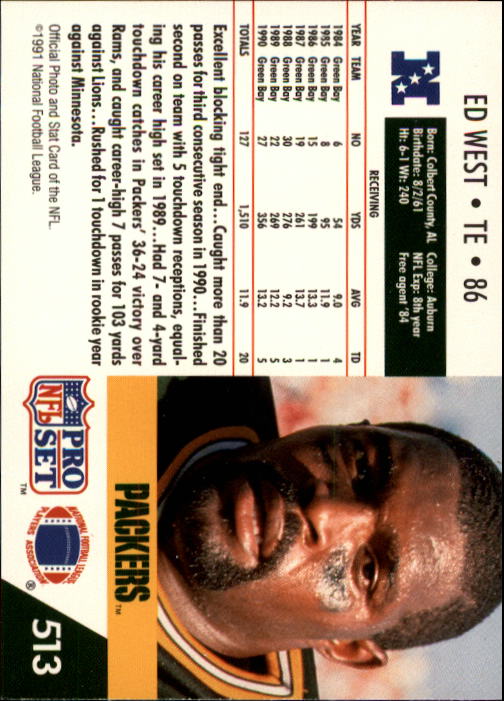 ED WEST • TE • 86
Born: Colbert County, AL College: Auburn
Birthdate: 8/2/61 NFL Exp: 8th year
Ht: 6-1 Wt: 240 Free agent '84
N
RECEIVING
YEAR TEAM NO YDS AVG TD
1984 Green Bay 6 54 9.0 4
1985 Green Bay 8 95 11.9 1
1986 Green Bay 15 199 13.3 1
1987 Green Bay 19 261 13.7 1
1988 Green Bay 30 276 9.2 3
1989 Green Bay 22 269 12.2 5
1990 Green Bay 27 356 13.2 5
TOTALS 127 1,510 11.9 20
Excellent blocking tight end...Caught more than 20
passes for third consecutive season in 1990...Finished
second on team with 5 touchdown receptions, equal-
ing his career high set in 1989...Had 7- and 4-yard
touchdown catches in Packers' 36-24 victory over
Rams, and caught career-high 7 passes for 103 yards
against Lions...Rushed for 1 touchdown in rookie year
against Minnesota.
Official Photo and Stat Card of the NFL.
©1991 National Football League.
PACKERS™
NFL
PRO
SET™
NATIONAL FOOTBALL LEAGUE
PLAYERS ASSOCIATION®
513